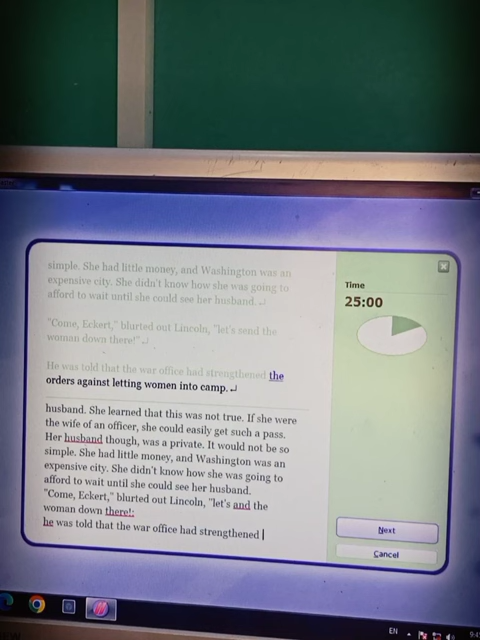 simple. She had little money, and Washington was an
expensive city. She didn't know how she was going to
afford to wait until she could see her husband. ↵
"Come, Eckert," blurted out Lincoln, "let's send the
woman down there!" ↵
He was told that the war office had strengthened the
orders against letting women into camp. ↵
husband. She learned that this was not true. If she were
the wife of an officer, she could easily get such a pass.
Her husband though, was a private. It would not be so
simple. She had little money, and Washington was an
expensive city. She didn't know how she was going to
afford to wait until she could see her husband.
"Come, Eckert," blurted out Lincoln, "let's and the
woman down there!:
he was told that the war office had strengthened
Time
25:00
Next
Cancel
EN